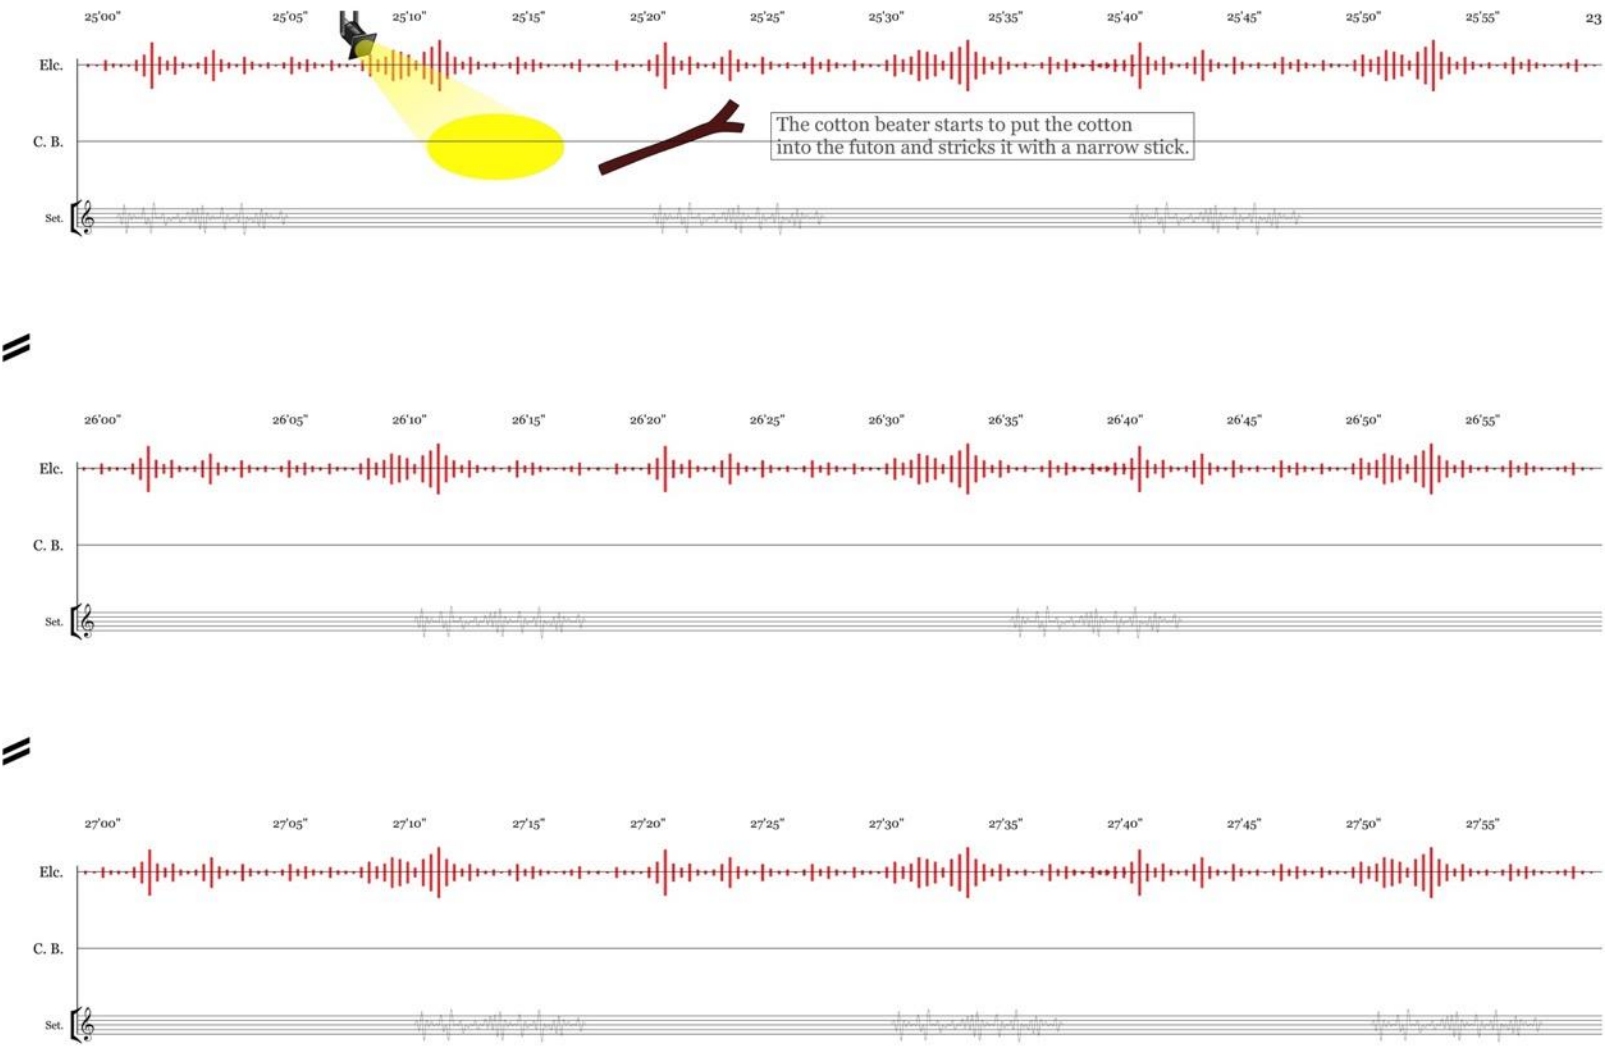 25'00" 25'05" 25'10" 25'15" 25'20" 25'25" 25'30" 25'35" 25'40" 25'45" 25'50" 25'55" 23
Elc.
C. B.
The cotton beater starts to put the cotton
into the futon and stricks it with a narrow stick.
Set.
26'00" 26'05" 26'10" 26'15" 26'20" 26'25" 26'30" 26'35" 26'40" 26'45" 26'50" 26'55"
Elc.
C. B.
Set.
27'00" 27'05" 27'10" 27'15" 27'20" 27'25" 27'30" 27'35" 27'40" 27'45" 27'50" 27'55"
Elc.
C. B.
Set.